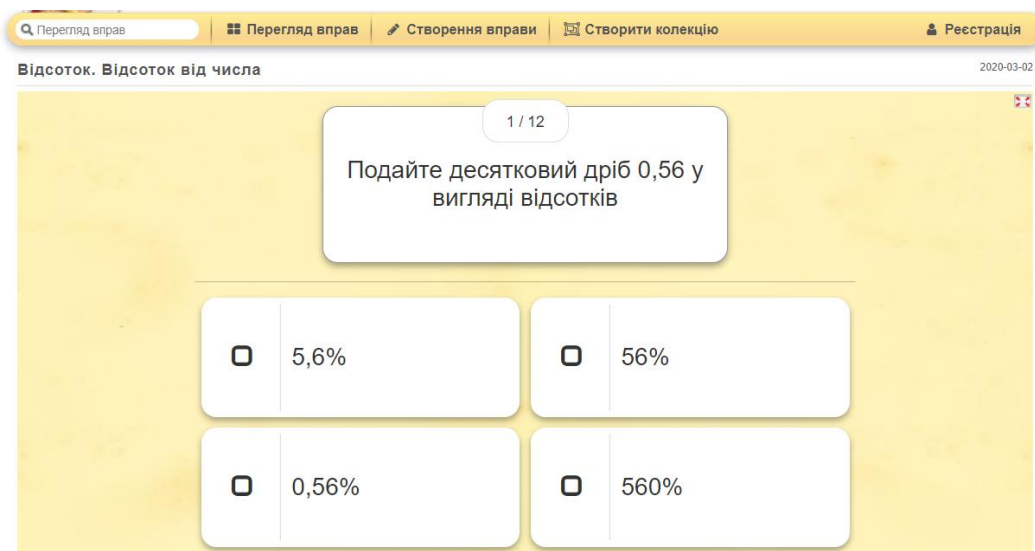 Перегляд вправ
Перегляд вправ
Створення вправи
Створити колекцію
Реєстрація
Відсоток. Відсоток від числа
2020-03-02
1 / 12
Подайте десятковий дріб 0,56 у
вигляді відсотків
5,6%
56%
0,56%
560%